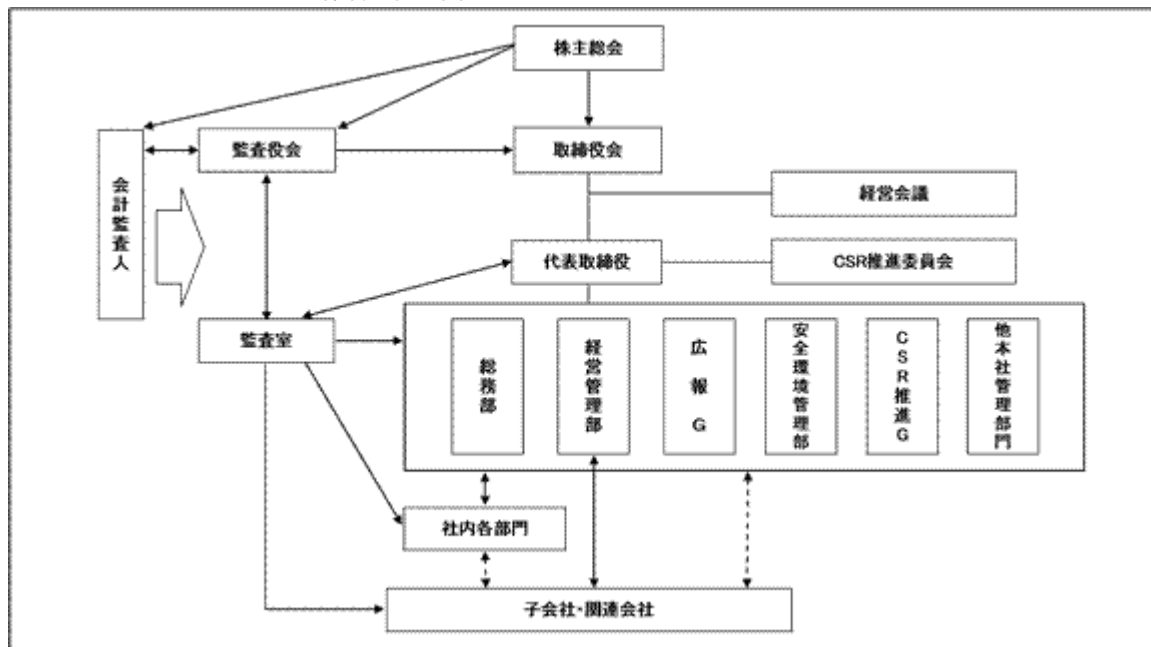 株主総会
監査役会
取締役会
会計監査人
経営会議
代表取締役
CSR推進委員会
監査室
総務部
経営管理部
広報G
安全環境管理部
CSR推進G
他本社管理部門
社内各部門
子会社・関連会社